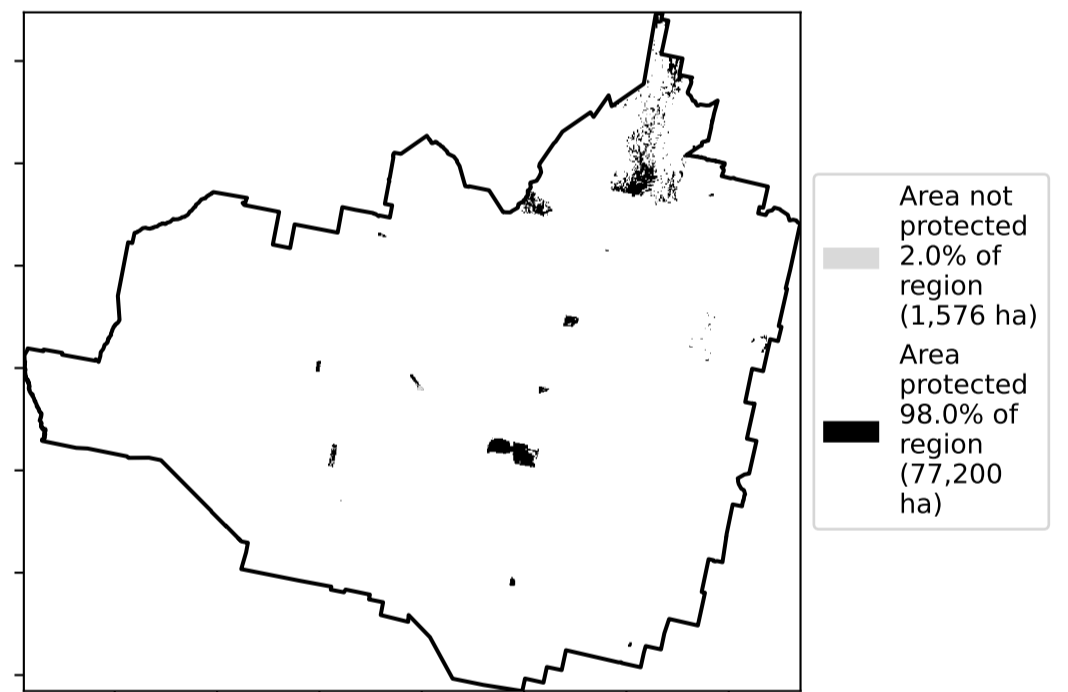 Area not
protected
2.0% of
region
(1,576 ha)
Area
protected
98.0% of
region
(77,200
ha)